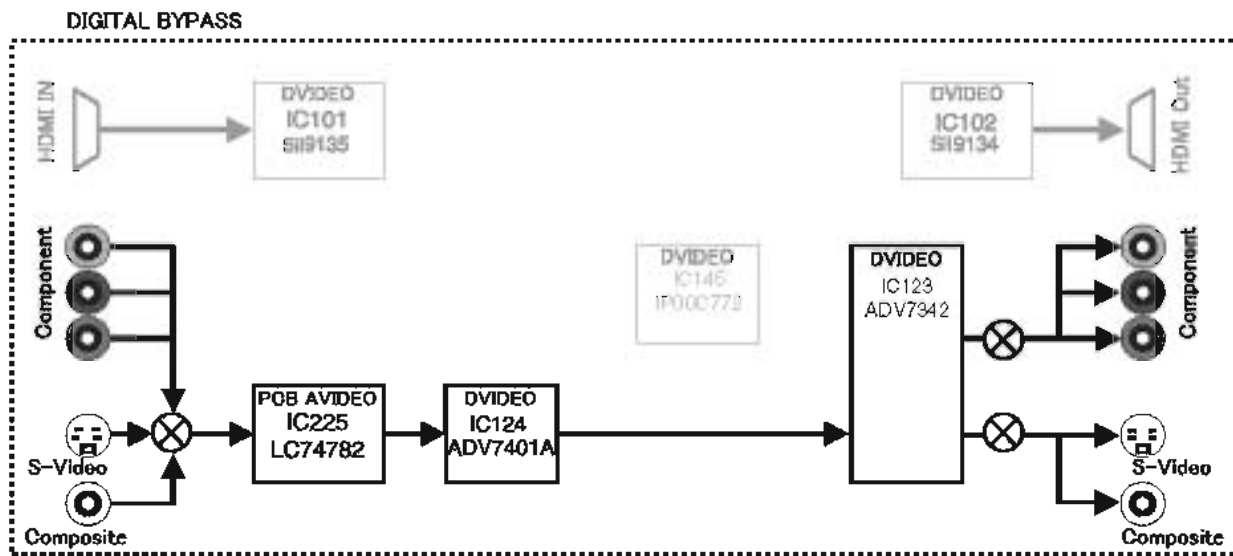 DIGITAL BYPASS
HDMI IN
DVIDEO
IC101
SiI9135
DVIDEO
IC102
SiI9134
HDMI Out
Component
DVIDEO
IC146
IP00C772
DVIDEO
IC123
ADV7342
Component
S-Video
PCB AVIDEO
IC225
LC74782
DVIDEO
IC124
ADV7401A
S-Video
Composite
Composite